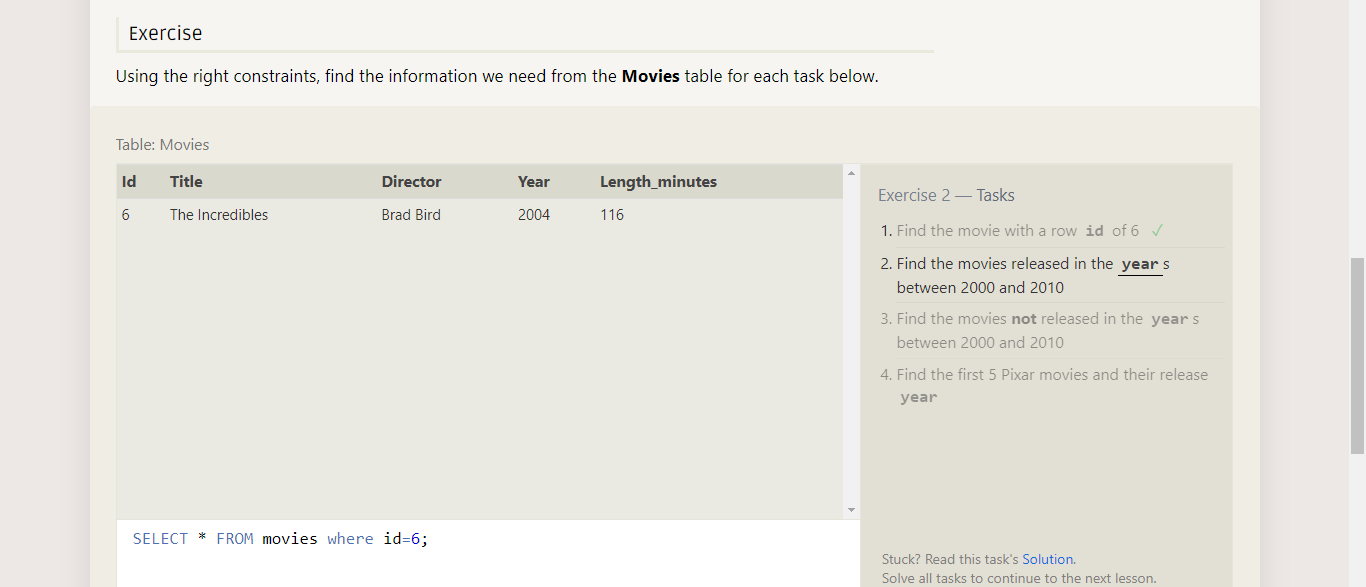 Exercise
Using the right constraints, find the information we need from the Movies table for each task below.
Table: Movies
Id Title Director Year Length_minutes
6 The Incredibles Brad Bird 2004 116
SELECT * FROM movies where id=6;
Exercise 2 — Tasks
1. Find the movie with a row id of 6 ✓
2. Find the movies released in the year s
between 2000 and 2010
3. Find the movies not released in the year s
between 2000 and 2010
4. Find the first 5 Pixar movies and their release
year
Stuck? Read this task's Solution.
Solve all tasks to continue to the next lesson.